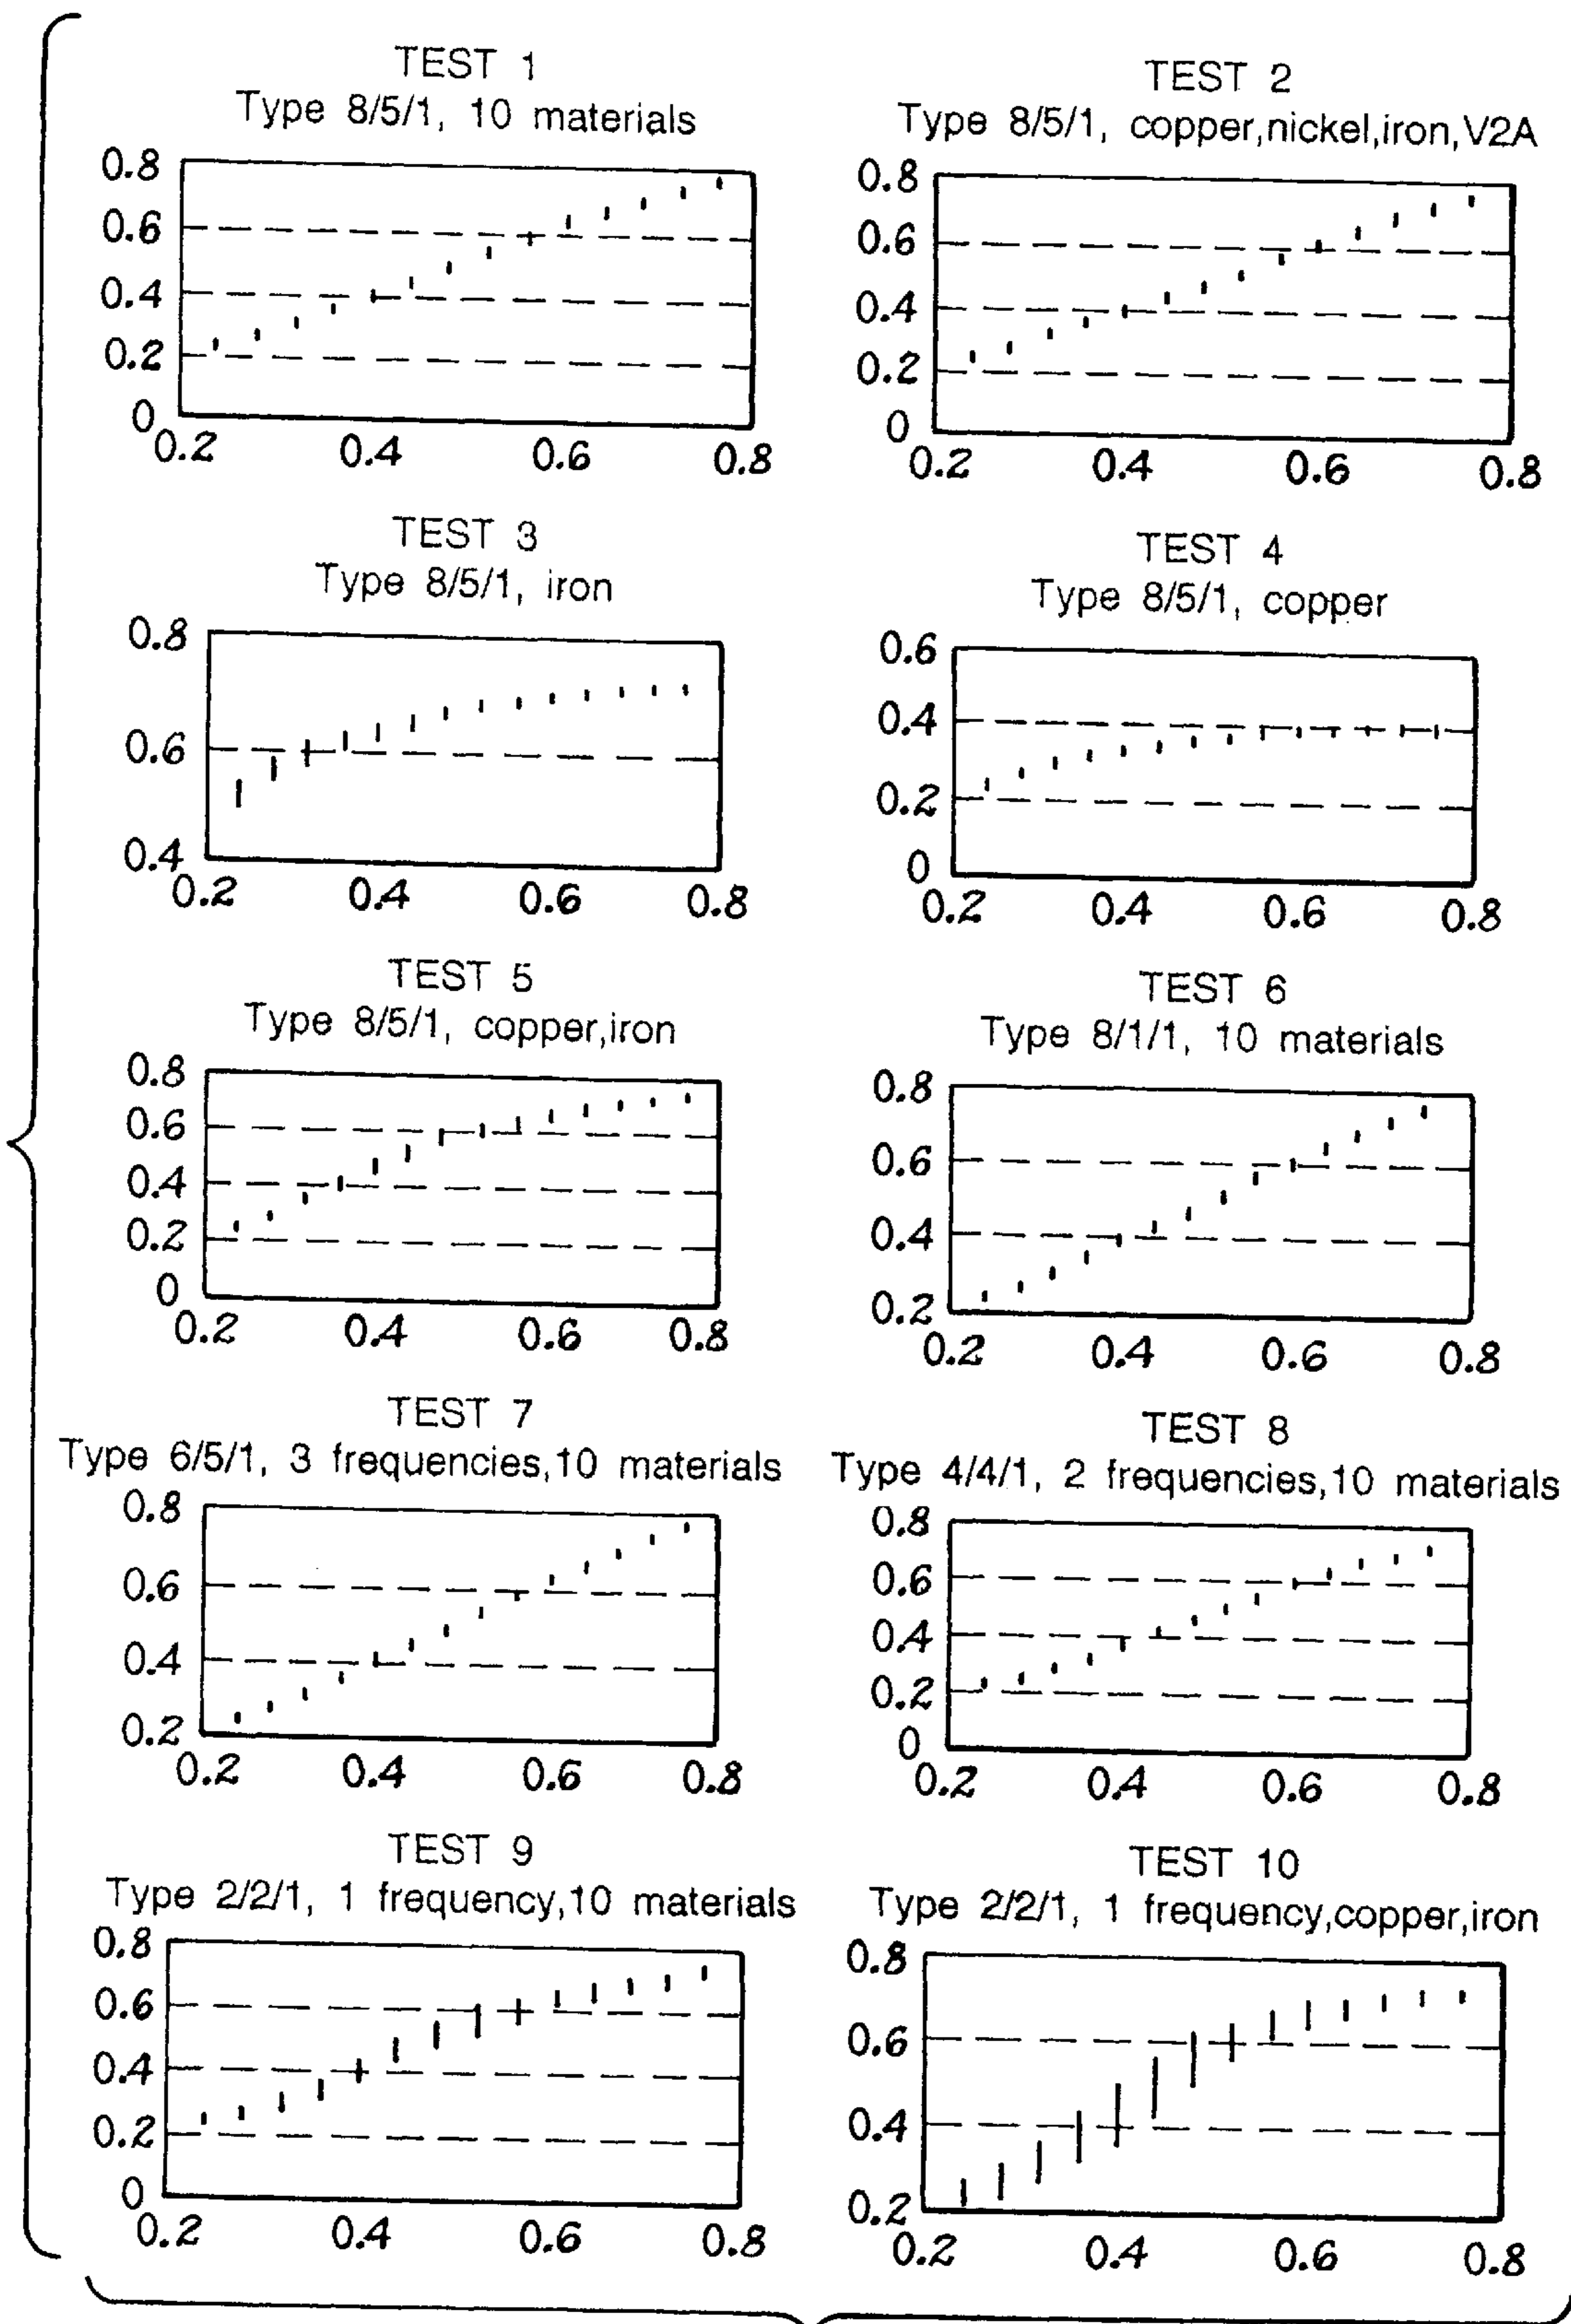 TEST 1
Type 8/5/1, 10 materials
0.8
0.6
0.4
0.2
0
0.2 0.4 0.6 0.8
TEST 2
Type 8/5/1, copper,nickel,iron,V2A
0.8
0.6
0.4
0.2
0
0.2 0.4 0.6 0.8
TEST 3
Type 8/5/1, iron
0.8
0.6
0.4
0.2 0.4 0.6 0.8
TEST 4
Type 8/5/1, copper
0.6
0.4
0.2
0
0.2 0.4 0.6 0.8
TEST 5
Type 8/5/1, copper,iron
0.8
0.6
0.4
0.2
0
0.2 0.4 0.6 0.8
TEST 6
Type 8/1/1, 10 materials
0.8
0.6
0.4
0.2
0.2 0.4 0.6 0.8
TEST 7
Type 6/5/1, 3 frequencies,10 materials
0.8
0.6
0.4
0.2
0.2 0.4 0.6 0.8
TEST 8
Type 4/4/1, 2 frequencies,10 materials
0.8
0.6
0.4
0.2
0
0.2 0.4 0.6 0.8
TEST 9
Type 2/2/1, 1 frequency,10 materials
0.8
0.6
0.4
0.2
0
0.2 0.4 0.6 0.8
TEST 10
Type 2/2/1, 1 frequency,copper,iron
0.8
0.6
0.4
0.2
0.2 0.4 0.6 0.8